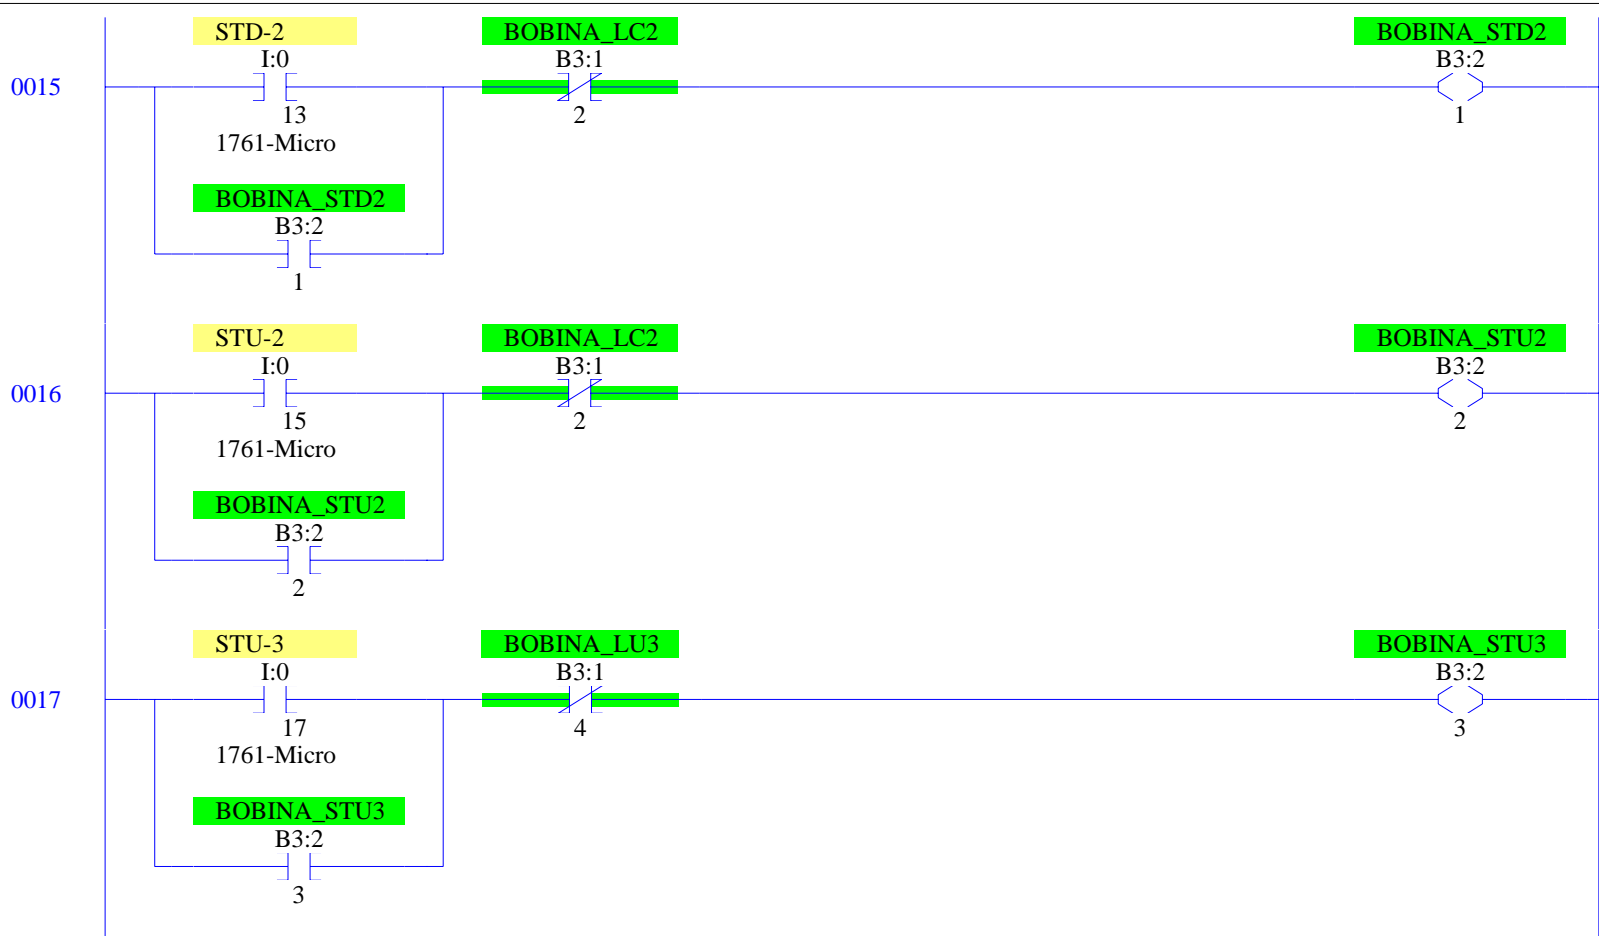 STD-2 BOBINA_LC2 BOBINA_STD2
I:0 B3:1 B3:2
0015
13 2 1
1761-Micro
BOBINA_STD2
B3:2
1
STU-2 BOBINA_LC2 BOBINA_STU2
I:0 B3:1 B3:2
0016
15 2 2
1761-Micro
BOBINA_STU2
B3:2
2
STU-3 BOBINA_LU3 BOBINA_STU3
I:0 B3:1 B3:2
0017
17 4 3
1761-Micro
BOBINA_STU3
B3:2
3